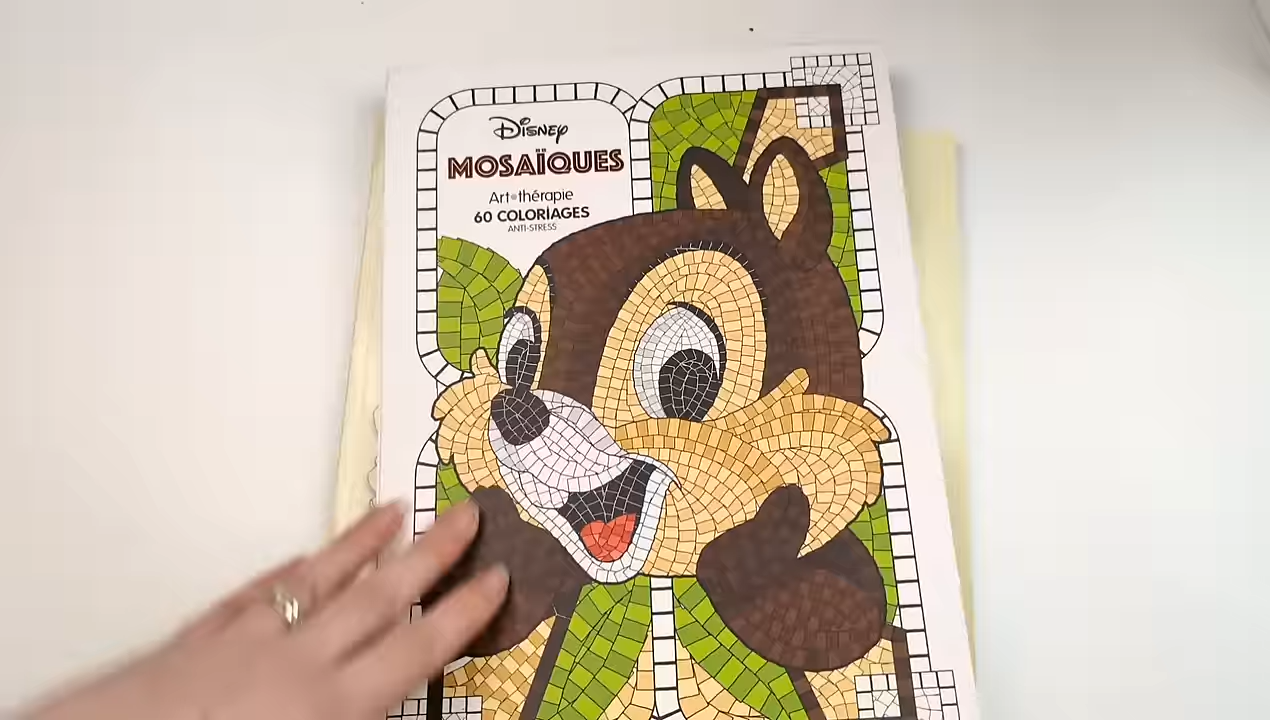 Disney
MOSAÏQUES
Art•thérapie
60 COLORIAGES
ANTI-STRESS